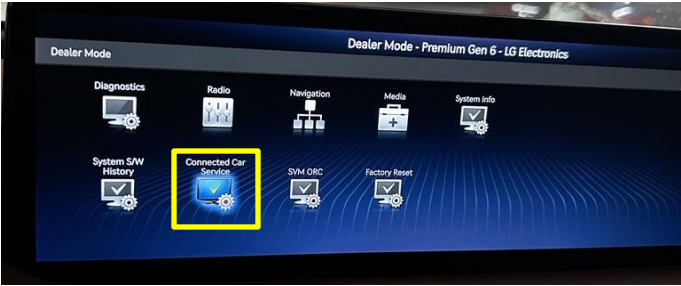 Dealer Mode - Premium Gen 6 - LG Electronics
Dealer Mode
Diagnostics
Radio
Navigation
Media
System Info
System S/W
History
Connected Car
Service
SVM ORC
Factory Reset